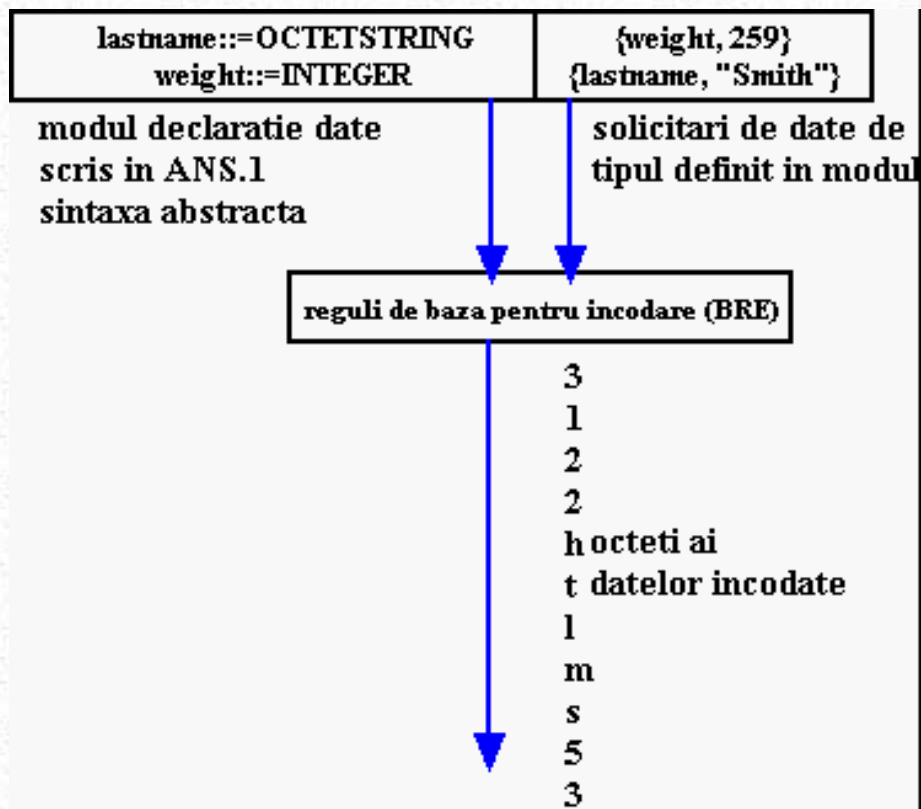 lastname::=OCTETSTRING
weight::=INTEGER
{weight, 259}
{lastname, "Smith"}
modul declaratie date
scris in ANS.1
sintaxa abstracta
solicitari de date de
tipul definit in modul
reguli de baza pentru incodare (BRE)
3
1
2
2
h octeti ai
t datelor incodate
l
m
s
5
3